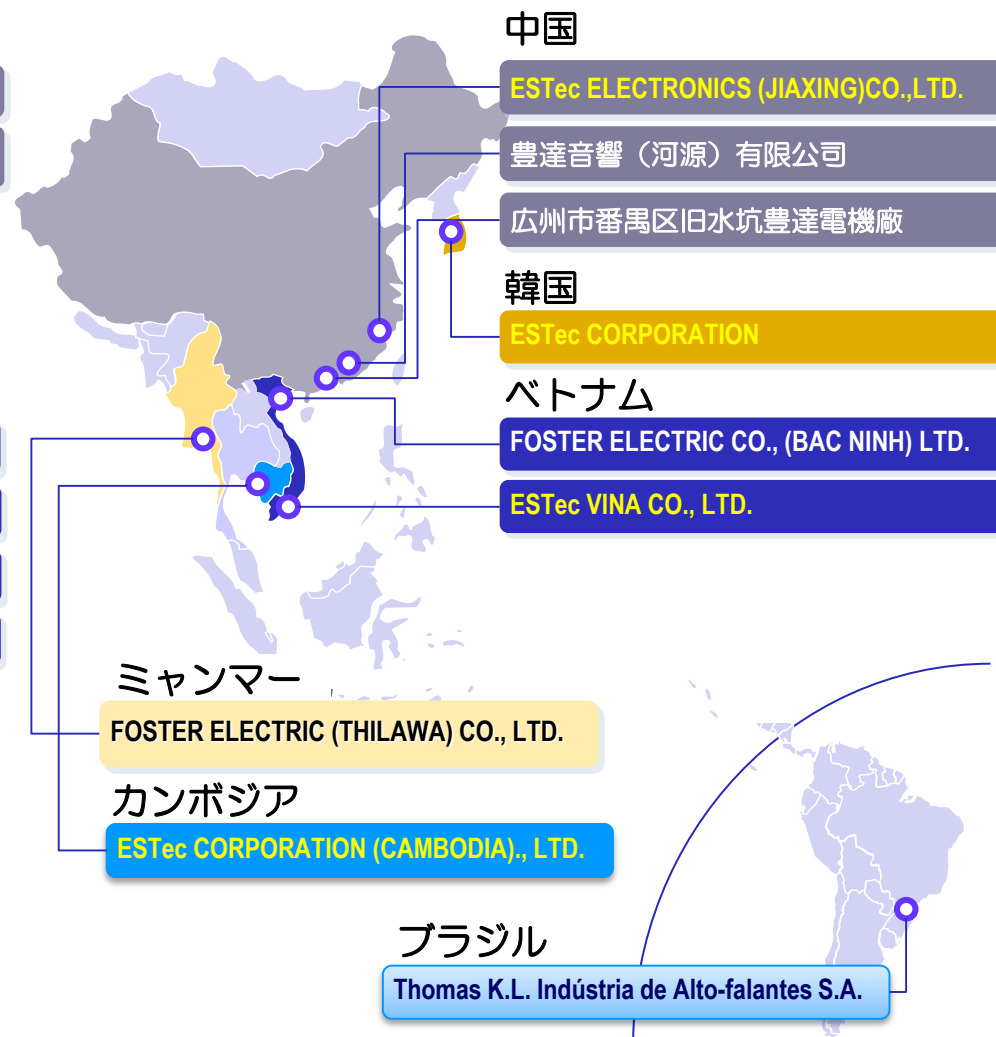 中国
ESTec ELECTRONICS (JIAXING)CO.,LTD.
豊達音響（河源）有限公司
広州市番禺区旧水坑豊達電機廠
韓国
ESTec CORPORATION
ベトナム
FOSTER ELECTRIC CO., (BAC NINH) LTD.
ESTec VINA CO., LTD.
ミャンマー
FOSTER ELECTRIC (THILAWA) CO., LTD.
カンボジア
ESTec CORPORATION (CAMBODIA)., LTD.
ブラジル
Thomas K.L. Indústria de Alto-falantes S.A.